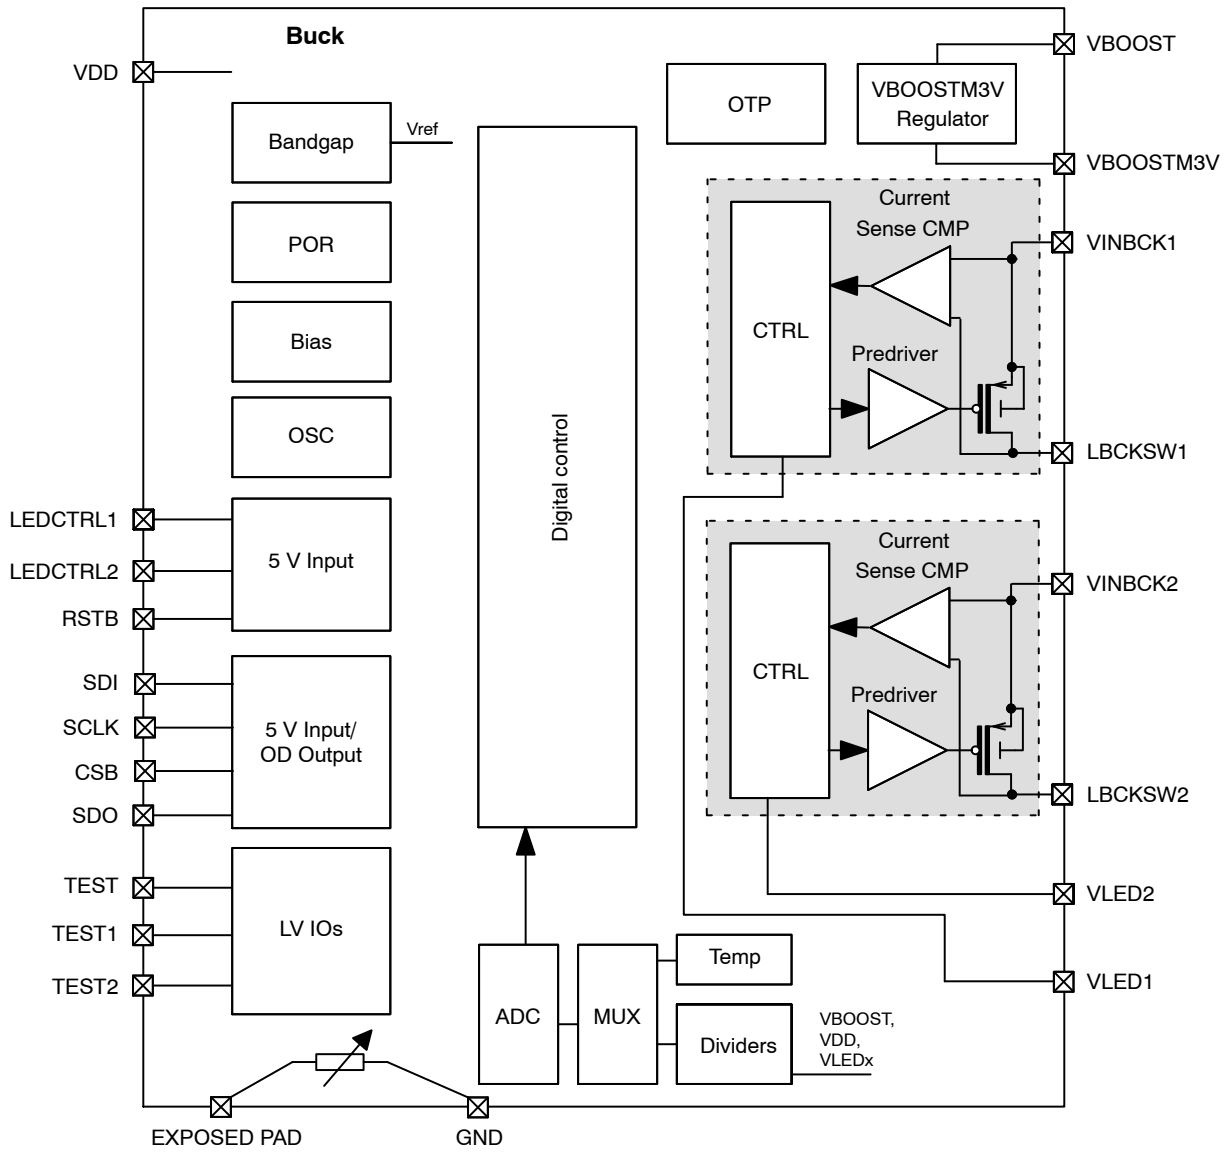 Buck
VDD
Bandgap
Vref
POR
Bias
OSC
LEDCTRL1
LEDCTRL2
RSTB
5 V Input
SDI
SCLK
CSB
SDO
5 V Input/
OD Output
TEST
TEST1
TEST2
LV IOs
EXPOSED PAD
GND
Digital control
ADC
MUX
Temp
Dividers
VBOOST,
VDD,
VLEDx
OTP
VBOOSTM3V
Regulator
VBOOST
VBOOSTM3V
Current
Sense CMP
CTRL
Predriver
VINBCK1
LBCKSW1
Current
Sense CMP
CTRL
Predriver
VINBCK2
LBCKSW2
VLED2
VLED1